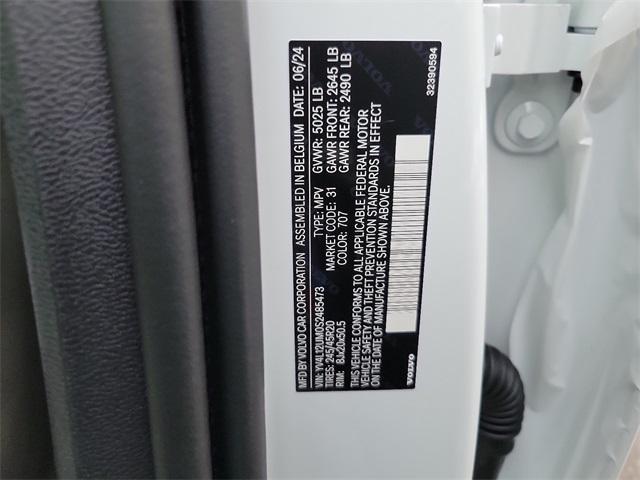 MFD BY VOLVO CAR CORPORATION ASSEMBLED IN BELGIUM DATE: 06/24
VIN: YV4L12UM0S2485473 TYPE: MPV GVWR: 5025 LB
TIRES: 245/45R20 MARKET CODE: 31 GAWR FRONT: 2645 LB
RIM: 8Jx20x50.5 COLOR: 707 GAWR REAR: 2490 LB
THIS VEHICLE CONFORMS TO ALL APPLICABLE FEDERAL MOTOR
VEHICLE SAFETY AND THEFT PREVENTION STANDARDS IN EFFECT
ON THE DATE OF MANUFACTURE SHOWN ABOVE.
VOLVO 32390594